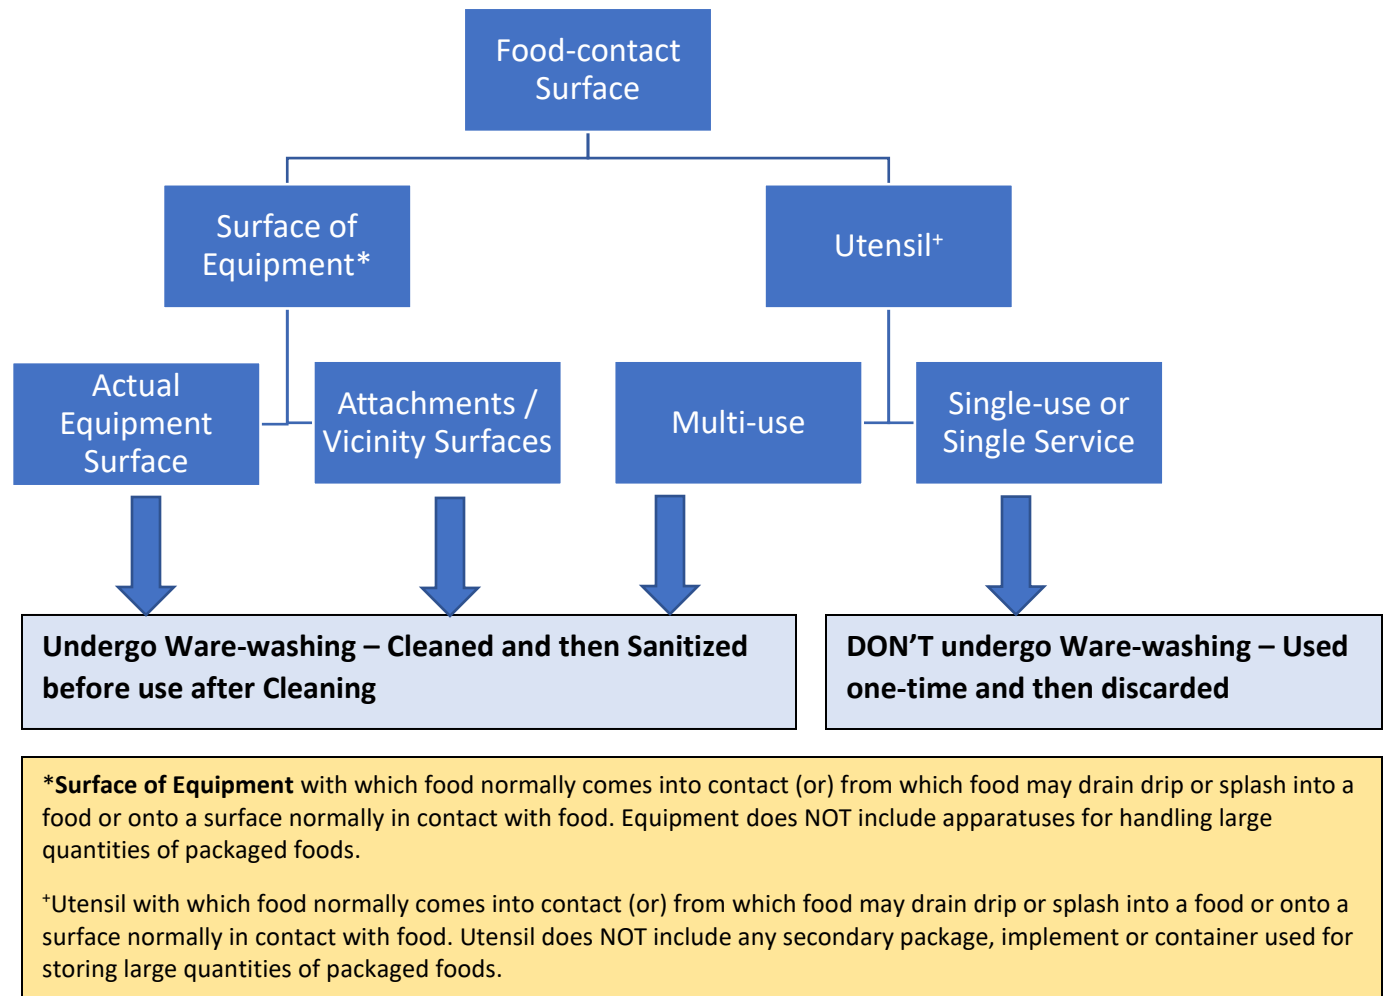 Food-contact
Surface
Surface of
Equipment*
Utensil+
Actual
Equipment
Surface
Attachments /
Vicinity Surfaces
Multi-use
Single-use or
Single Service
Undergo Ware-washing – Cleaned and then Sanitized
before use after Cleaning
DON’T undergo Ware-washing – Used
one-time and then discarded
*Surface of Equipment with which food normally comes into contact (or) from which food may drain drip or splash into a
food or onto a surface normally in contact with food. Equipment does NOT include apparatuses for handling large
quantities of packaged foods.
+Utensil with which food normally comes into contact (or) from which food may drain drip or splash into a food or onto a
surface normally in contact with food. Utensil does NOT include any secondary package, implement or container used for
storing large quantities of packaged foods.